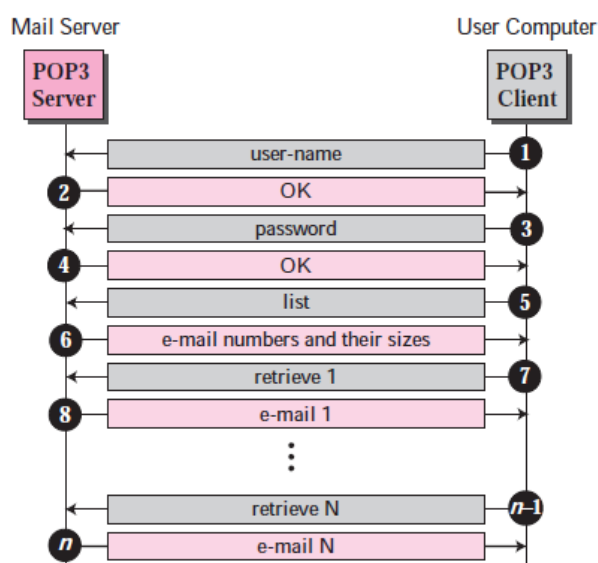 Mail Server
User Computer
POP3
Server
POP3
Client
user-name
1
2
OK
password
3
4
OK
list
5
6
e-mail numbers and their sizes
retrieve 1
7
8
e-mail 1
retrieve N
n–1
n
e-mail N